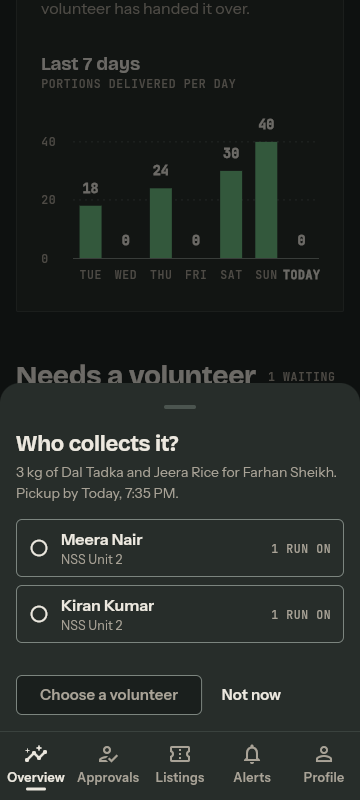 volunteer has handed it over.
Last 7 days
PORTIONS DELIVERED PER DAY
40
20
0
18
0
24
0
30
40
0
TUE WED THU FRI SAT SUN TODAY
Needs a volunteer 1 WAITING
Who collects it?
3 kg of Dal Tadka and Jeera Rice for Farhan Sheikh.
Pickup by Today, 7:35 PM.
Meera Nair
NSS Unit 2
1 RUN ON
Kiran Kumar
NSS Unit 2
1 RUN ON
Choose a volunteer Not now
Overview Approvals Listings Alerts Profile